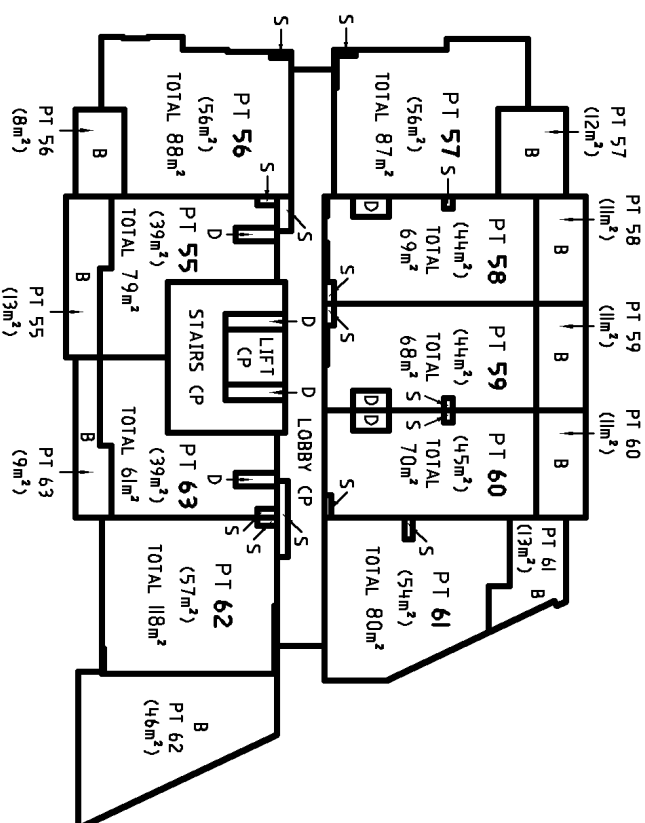 S
S
PT 56
(8m²)
B
PT 56
(56m²)
TOTAL 88m²
PT 57
(56m²)
TOTAL 87m²
B
PT 57
(12m²)
S
S
S
PT 55
(13m²)
B
PT 55
(39m²)
TOTAL 79m²
D
D
PT 58
(44m²)
TOTAL
69m²
B
PT 58
(11m²)
S
S
STAIRS CP
LIFT
CP
D
D
LOBBY CP
PT 59
(44m²)
TOTAL
68m²
B
PT 59
(11m²)
S
S
D
D
PT 63
(9m²)
B
PT 63
(39m²)
TOTAL 61m²
D
S
S
S
PT 60
(45m²)
TOTAL
70m²
B
PT 60
(11m²)
S
S
PT 62
(57m²)
TOTAL 118m²
PT 61
(54m²)
TOTAL 80m²
PT 61
(13m²)
B
B
PT 62
(46m²)